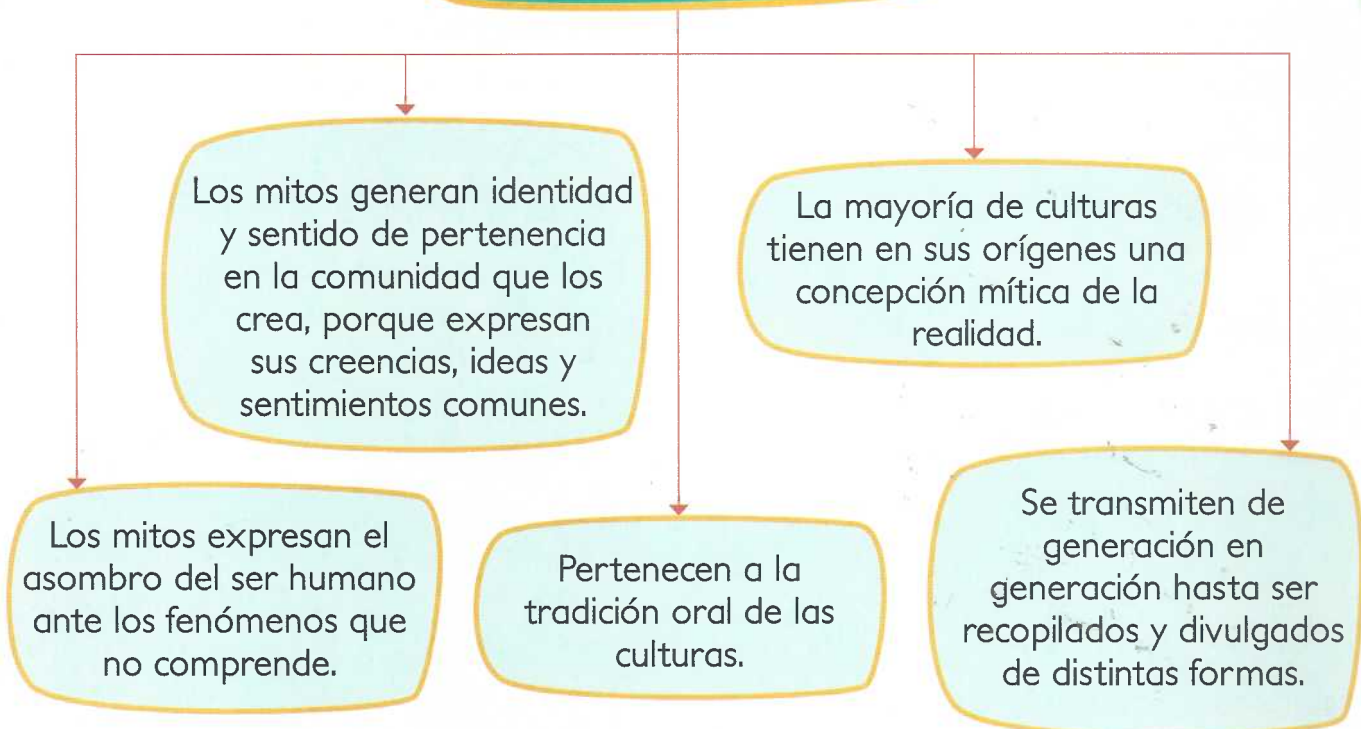 Los mitos generan identidad
y sentido de pertenencia
en la comunidad que los
crea, porque expresan
sus creencias, ideas y
sentimientos comunes.
La mayoría de culturas
tienen en sus orígenes una
concepción mítica de la
realidad.
Los mitos expresan el
asombro del ser humano
ante los fenómenos que
no comprende.
Pertenecen a la
tradición oral de las
culturas.
Se transmiten de
generación en
generación hasta ser
recopilados y divulgados
de distintas formas.